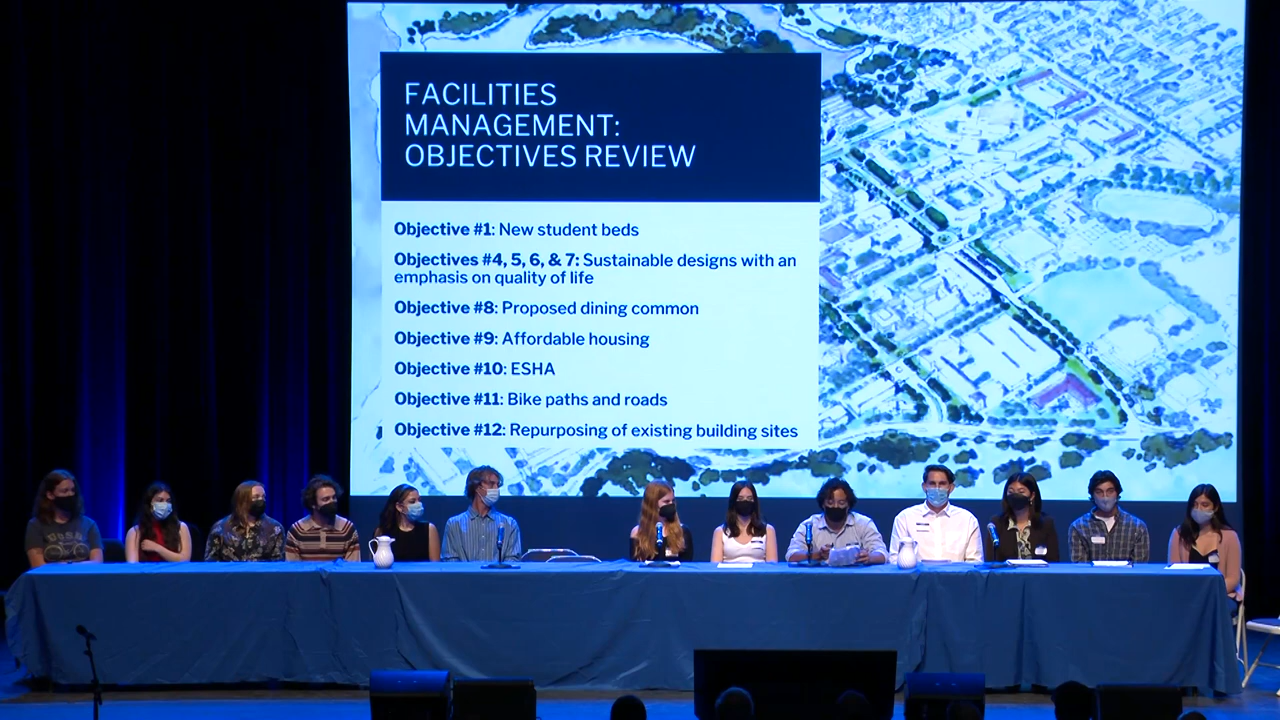 FACILITIES
MANAGEMENT:
OBJECTIVES REVIEW
Objective #1: New student beds
Objectives #4, 5, 6, & 7: Sustainable designs with an
emphasis on quality of life
Objective #8: Proposed dining common
Objective #9: Affordable housing
Objective #10: ESHA
Objective #11: Bike paths and roads
Objective #12: Repurposing of existing building sites